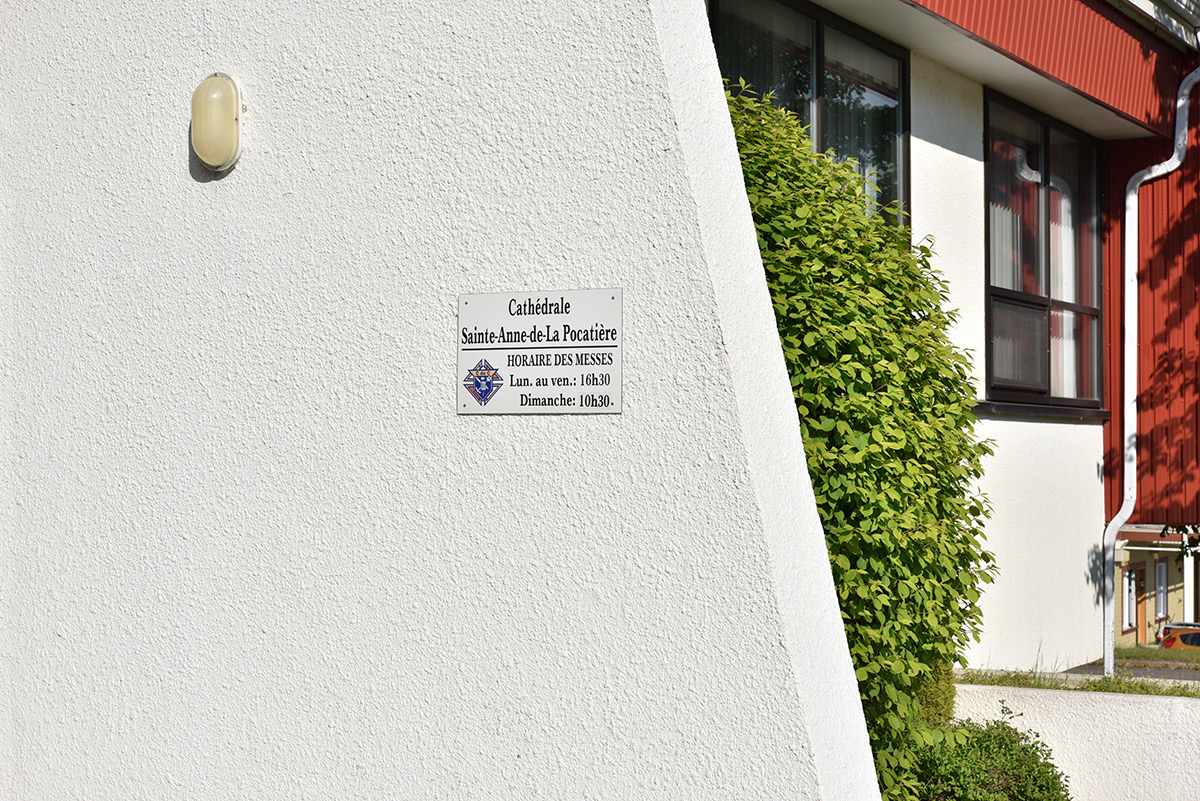 Cathédrale
Sainte-Anne-de-La Pocatière
HORAIRE DES MESSES
Lun. au ven.: 16h30
Dimanche: 10h30